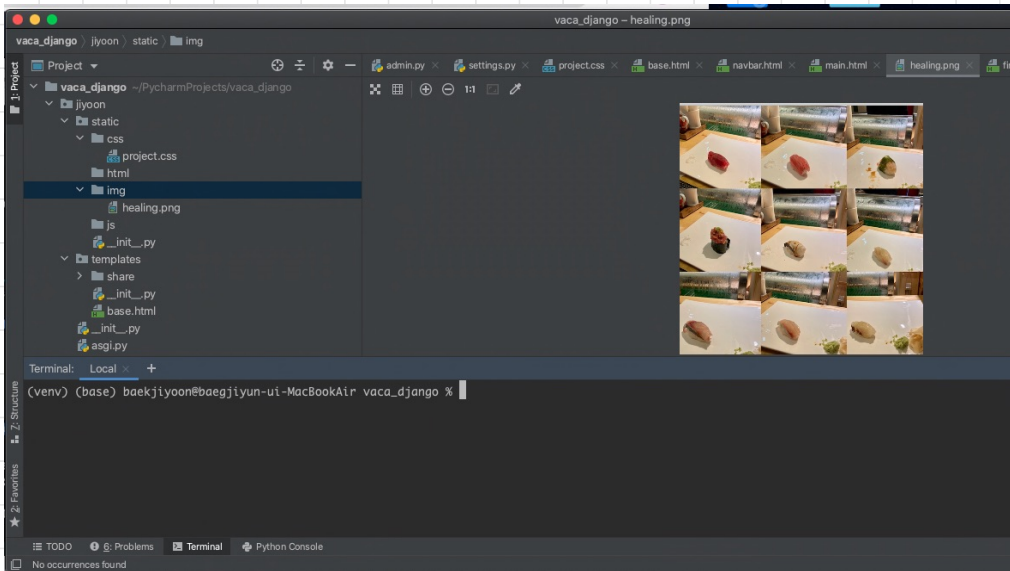 vaca_django – healing.png
vaca_django jiyoon static img
1: Project
Project
admin.py settings.py project.css base.html navbar.html main.html healing.png
vaca_django ~/PycharmProjects/vaca_django
1:1
jiyoon
static
css
project.css
html
img
healing.png
js
__init__.py
templates
share
__init__.py
base.html
__init__.py
asgi.py
Terminal: Local +
(venv) (base) baekjiyoon@baegjiyun-ui-MacBookAir vaca_django %
Z: Structure
2: Favorites
TODO 6: Problems Terminal Python Console
No occurrences found